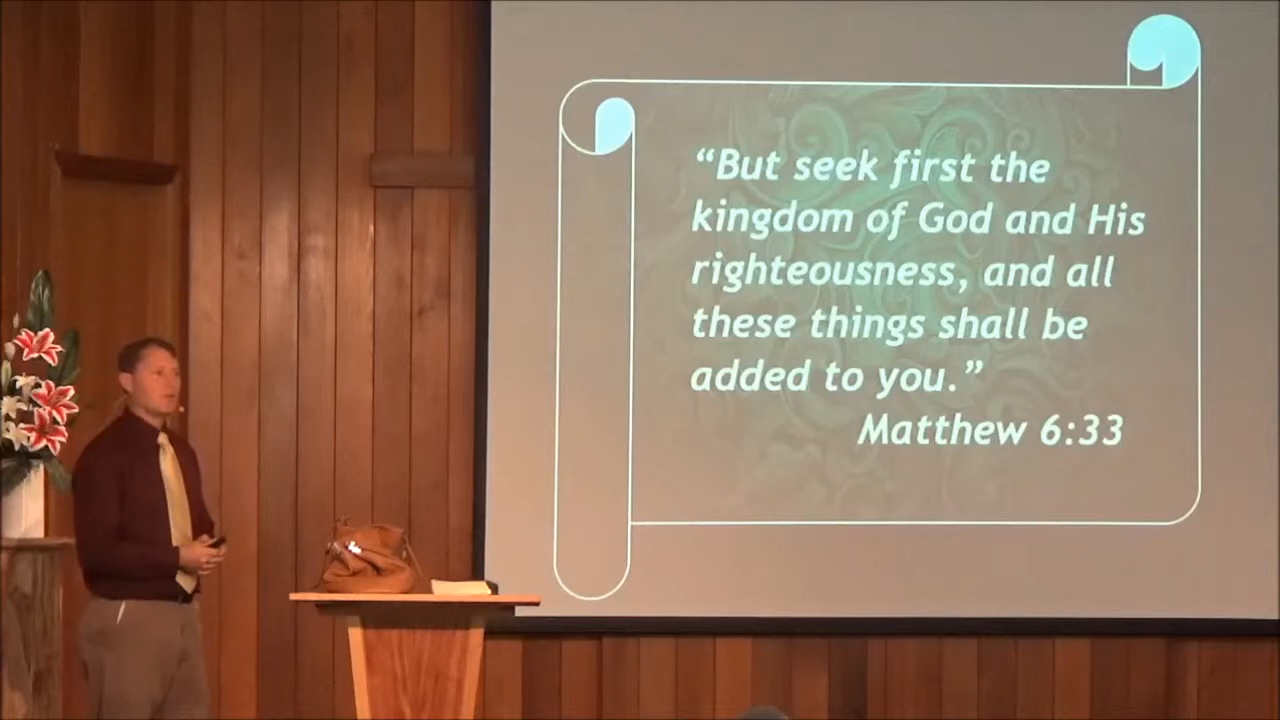 “But seek first the
kingdom of God and His
righteousness, and all
these things shall be
added to you.”
Matthew 6:33